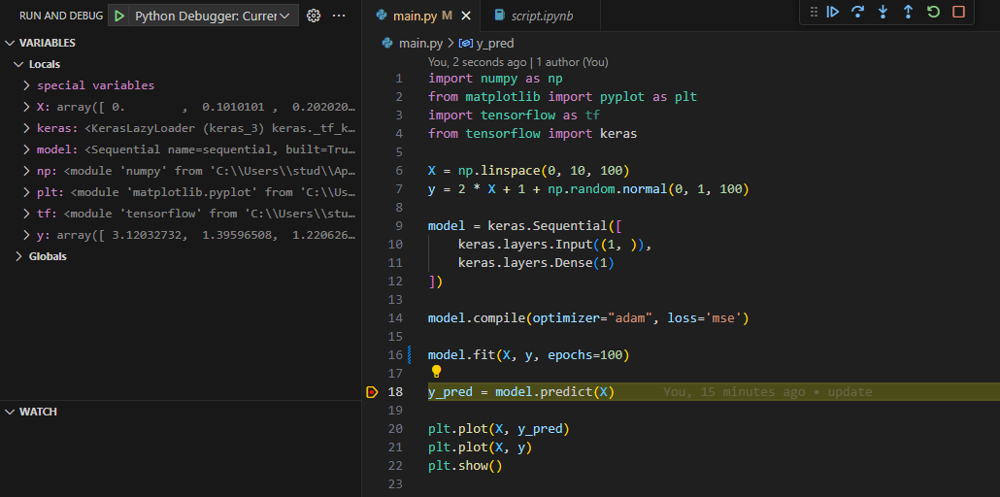 RUN AND DEBUG Python Debugger: Currer
VARIABLES
Locals
special variables
X: array([ 0.        ,  0.1010101 ,  0.202020…
keras: <KerasLazyLoader (keras_3) keras._tf_k…
model: <Sequential name=sequential, built=Tru…
np: <module 'numpy' from 'C:\\Users\\stud\\Ap…
plt: <module 'matplotlib.pyplot' from 'C:\\Us…
tf: <module 'tensorflow' from 'C:\\Users\\stu…
y: array([ 3.12032732,  1.39596508,  1.220626…
Globals
WATCH
main.py M script.ipynb
main.py > y_pred
You, 2 seconds ago | 1 author (You)
1 import numpy as np
2 from matplotlib import pyplot as plt
3 import tensorflow as tf
4 from tensorflow import keras
5
6 X = np.linspace(0, 10, 100)
7 y = 2 * X + 1 + np.random.normal(0, 1, 100)
8
9 model = keras.Sequential([
10     keras.layers.Input((1, )),
11     keras.layers.Dense(1)
12 ])
13
14 model.compile(optimizer="adam", loss='mse')
15
16 model.fit(X, y, epochs=100)
17
18 y_pred = model.predict(X) You, 15 minutes ago • update
19
20 plt.plot(X, y_pred)
21 plt.plot(X, y)
22 plt.show()
23